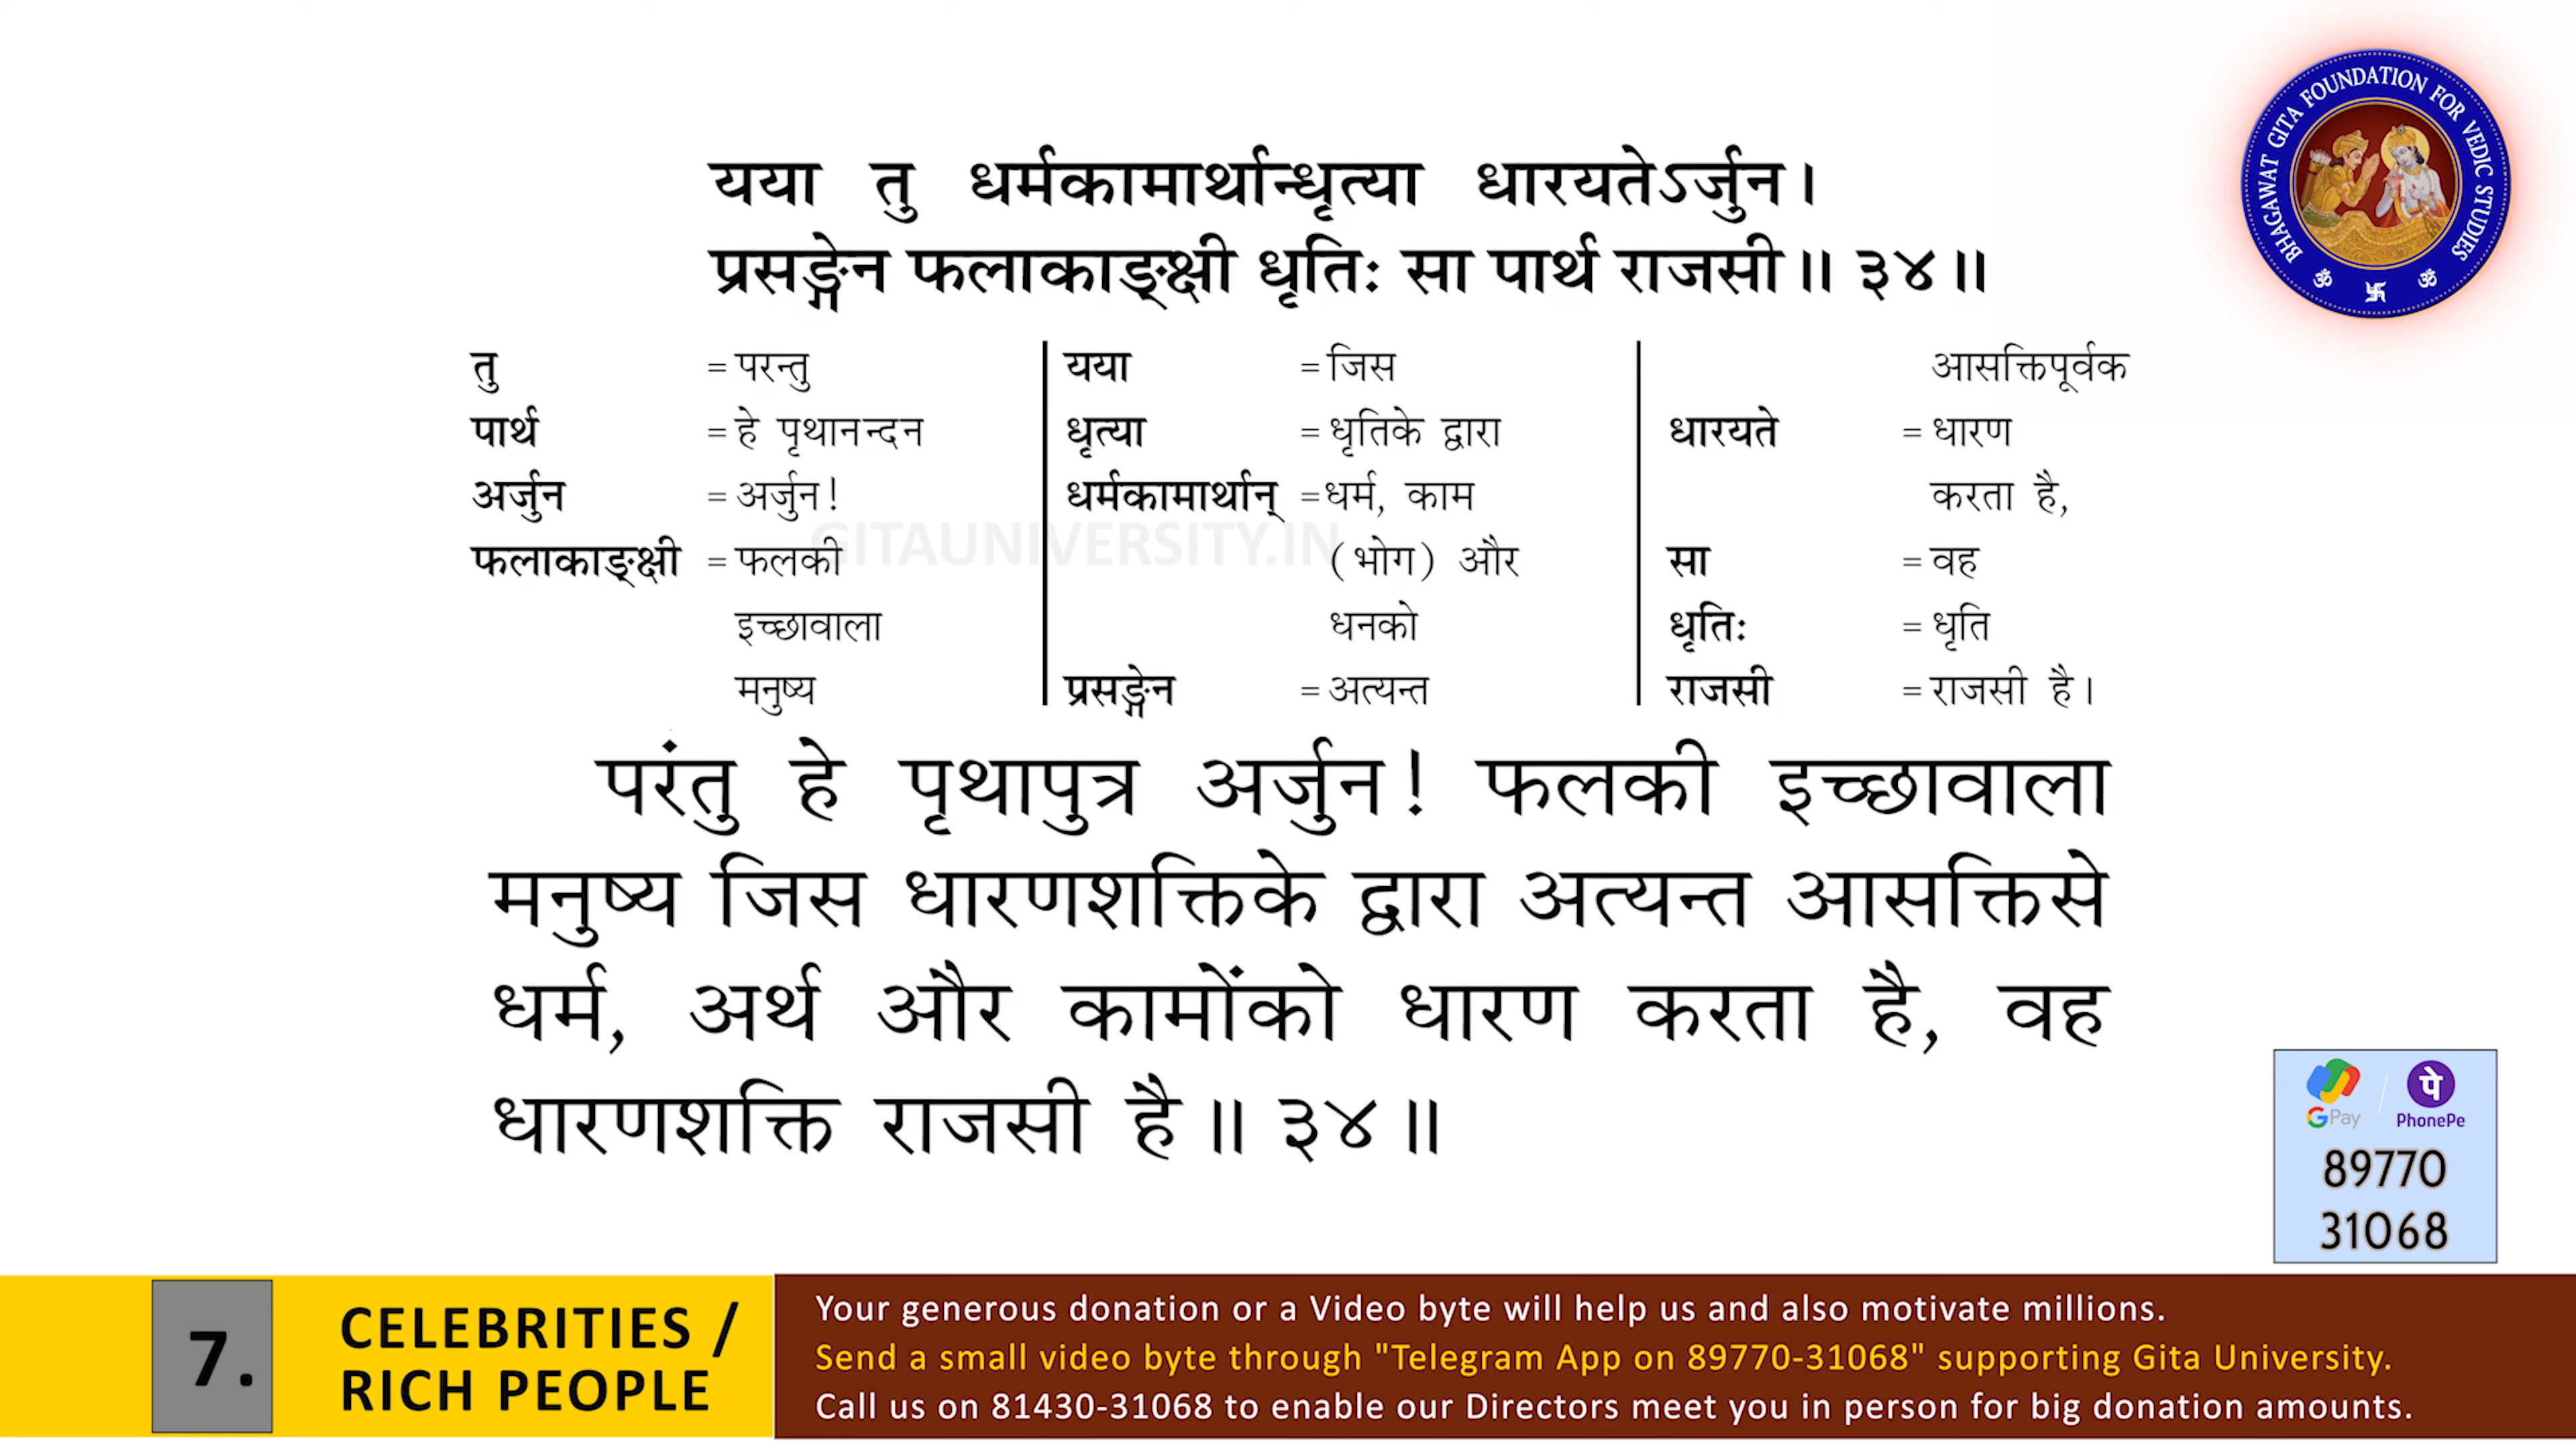 यया तु धर्मकामार्थान्धृत्या धारयतेऽर्जुन।
प्रसङ्गेन फलाकाङ्क्षी धृतिः सा पार्थ राजसी॥ ३४॥
तु = परन्तु
पार्थ = हे पृथानन्दन
अर्जुन = अर्जुन!
फलाकाङ्क्षी = फलकी
इच्छावाला
मनुष्य
यया = जिस
धृत्या = धृतिके द्वारा
धर्मकामार्थान् = धर्म, काम
(भोग) और
धनको
प्रसङ्गेन = अत्यन्त
आसक्तिपूर्वक
धारयते = धारण
करता है,
सा = वह
धृतिः = धृति
राजसी = राजसी है।
GITAUNIVERSITY.IN
परंतु हे पृथापुत्र अर्जुन! फलकी इच्छावाला
मनुष्य जिस धारणशक्तिके द्वारा अत्यन्त आसक्तिसे
धर्म, अर्थ और कामोंको धारण करता है, वह
धारणशक्ति राजसी है॥ ३४॥
BHAGAWAT GITA FOUNDATION FOR VEDIC STUDIES
ॐ 卐 ॐ
G Pay
पे PhonePe
89770
31068
7.
CELEBRITIES /
RICH PEOPLE
Your generous donation or a Video byte will help us and also motivate millions.
Send a small video byte through "Telegram App on 89770-31068" supporting Gita University.
Call us on 81430-31068 to enable our Directors meet you in person for big donation amounts.